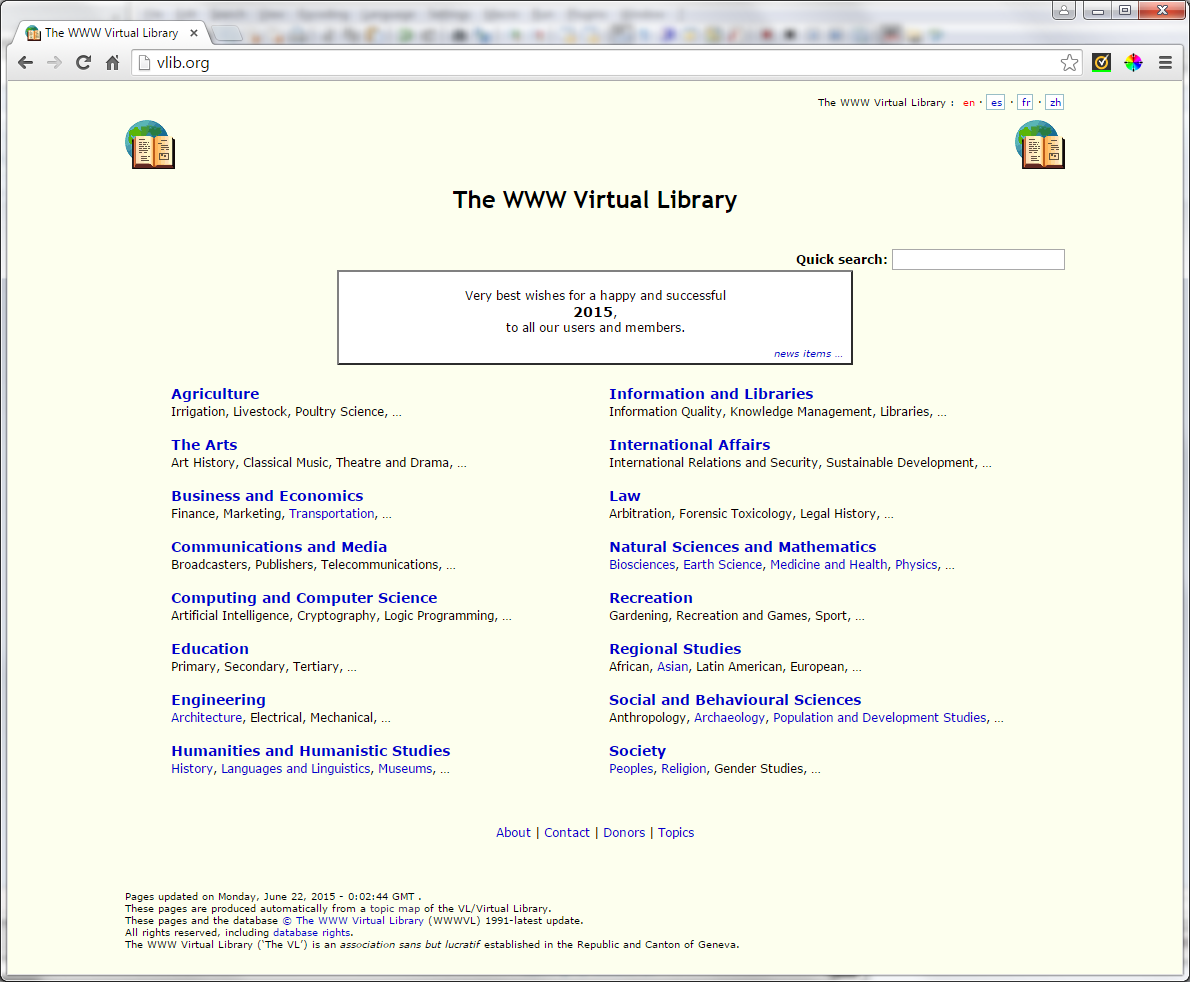 The WWW Virtual Library
vlib.org
The WWW Virtual Library : en · es · fr · zh
The WWW Virtual Library
Quick search:
Very best wishes for a happy and successful
2015,
to all our users and members.
news items ...
Agriculture
Irrigation, Livestock, Poultry Science, ...
The Arts
Art History, Classical Music, Theatre and Drama, ...
Business and Economics
Finance, Marketing, Transportation, ...
Communications and Media
Broadcasters, Publishers, Telecommunications, ...
Computing and Computer Science
Artificial Intelligence, Cryptography, Logic Programming, ...
Education
Primary, Secondary, Tertiary, ...
Engineering
Architecture, Electrical, Mechanical, ...
Humanities and Humanistic Studies
History, Languages and Linguistics, Museums, ...
Information and Libraries
Information Quality, Knowledge Management, Libraries, ...
International Affairs
International Relations and Security, Sustainable Development, ...
Law
Arbitration, Forensic Toxicology, Legal History, ...
Natural Sciences and Mathematics
Biosciences, Earth Science, Medicine and Health, Physics, ...
Recreation
Gardening, Recreation and Games, Sport, ...
Regional Studies
African, Asian, Latin American, European, ...
Social and Behavioural Sciences
Anthropology, Archaeology, Population and Development Studies, ...
Society
Peoples, Religion, Gender Studies, ...
About | Contact | Donors | Topics
Pages updated on Monday, June 22, 2015 - 0:02:44 GMT .
These pages are produced automatically from a topic map of the VL/Virtual Library.
These pages and the database © The WWW Virtual Library (WWWVL) 1991-latest update.
All rights reserved, including database rights.
The WWW Virtual Library (‘The VL’) is an association sans but lucratif established in the Republic and Canton of Geneva.